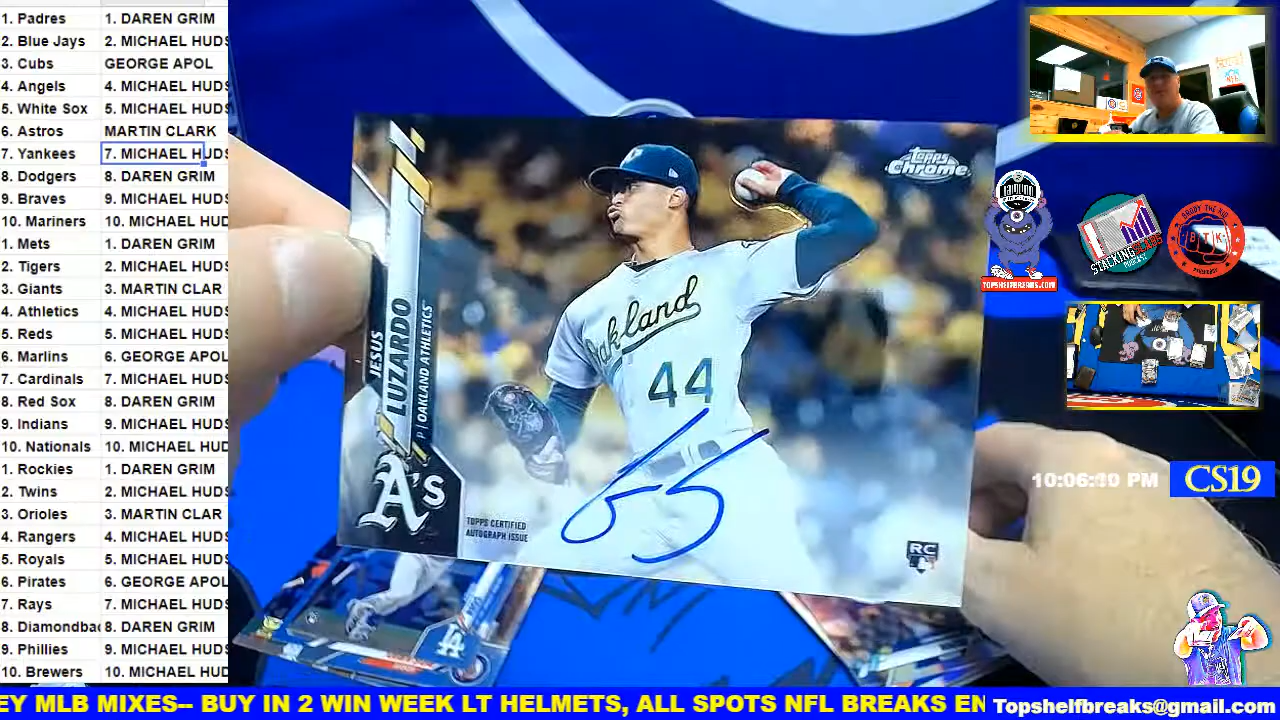 1. Padres 1. DAREN GRIM
2. Blue Jays 2. MICHAEL HUDS
3. Cubs GEORGE APOL
4. Angels 4. MICHAEL HUDS
5. White Sox 5. MICHAEL HUDS
6. Astros MARTIN CLARK
7. Yankees 7. MICHAEL HUDS
8. Dodgers 8. DAREN GRIM
9. Braves 9. MICHAEL HUDS
10. Mariners 10. MICHAEL HUD
1. Mets 1. DAREN GRIM
2. Tigers 2. MICHAEL HUDS
3. Giants 3. MARTIN CLAR
4. Athletics 4. MICHAEL HUDS
5. Reds 5. MICHAEL HUDS
6. Marlins 6. GEORGE APOL
7. Cardinals 7. MICHAEL HUDS
8. Red Sox 8. DAREN GRIM
9. Indians 9. MICHAEL HUDS
10. Nationals 10. MICHAEL HUD
1. Rockies 1. DAREN GRIM
2. Twins 2. MICHAEL HUDS
3. Orioles 3. MARTIN CLAR
4. Rangers 4. MICHAEL HUDS
5. Royals 5. MICHAEL HUDS
6. Pirates 6. GEORGE APOL
7. Rays 7. MICHAEL HUDS
8. Diamondbac 8. DAREN GRIM
9. Phillies 9. MICHAEL HUDS
10. Brewers 10. MICHAEL HUD
Topps
Chrome
Oakland
44
JESUS
LUZARDO
P | OAKLAND ATHLETICS
A's
TOPPS CERTIFIED
AUTOGRAPH ISSUE
RC
TOPSHELFBREAKS.COM
STACKING SLABS
PODCAST
BRODY THE KID
BTK
CS19
EY MLB MIXES-- BUY IN 2 WIN WEEK LT HELMETS, ALL SPOTS NFL BREAKS EN
Topshelfbreaks@gmail.com